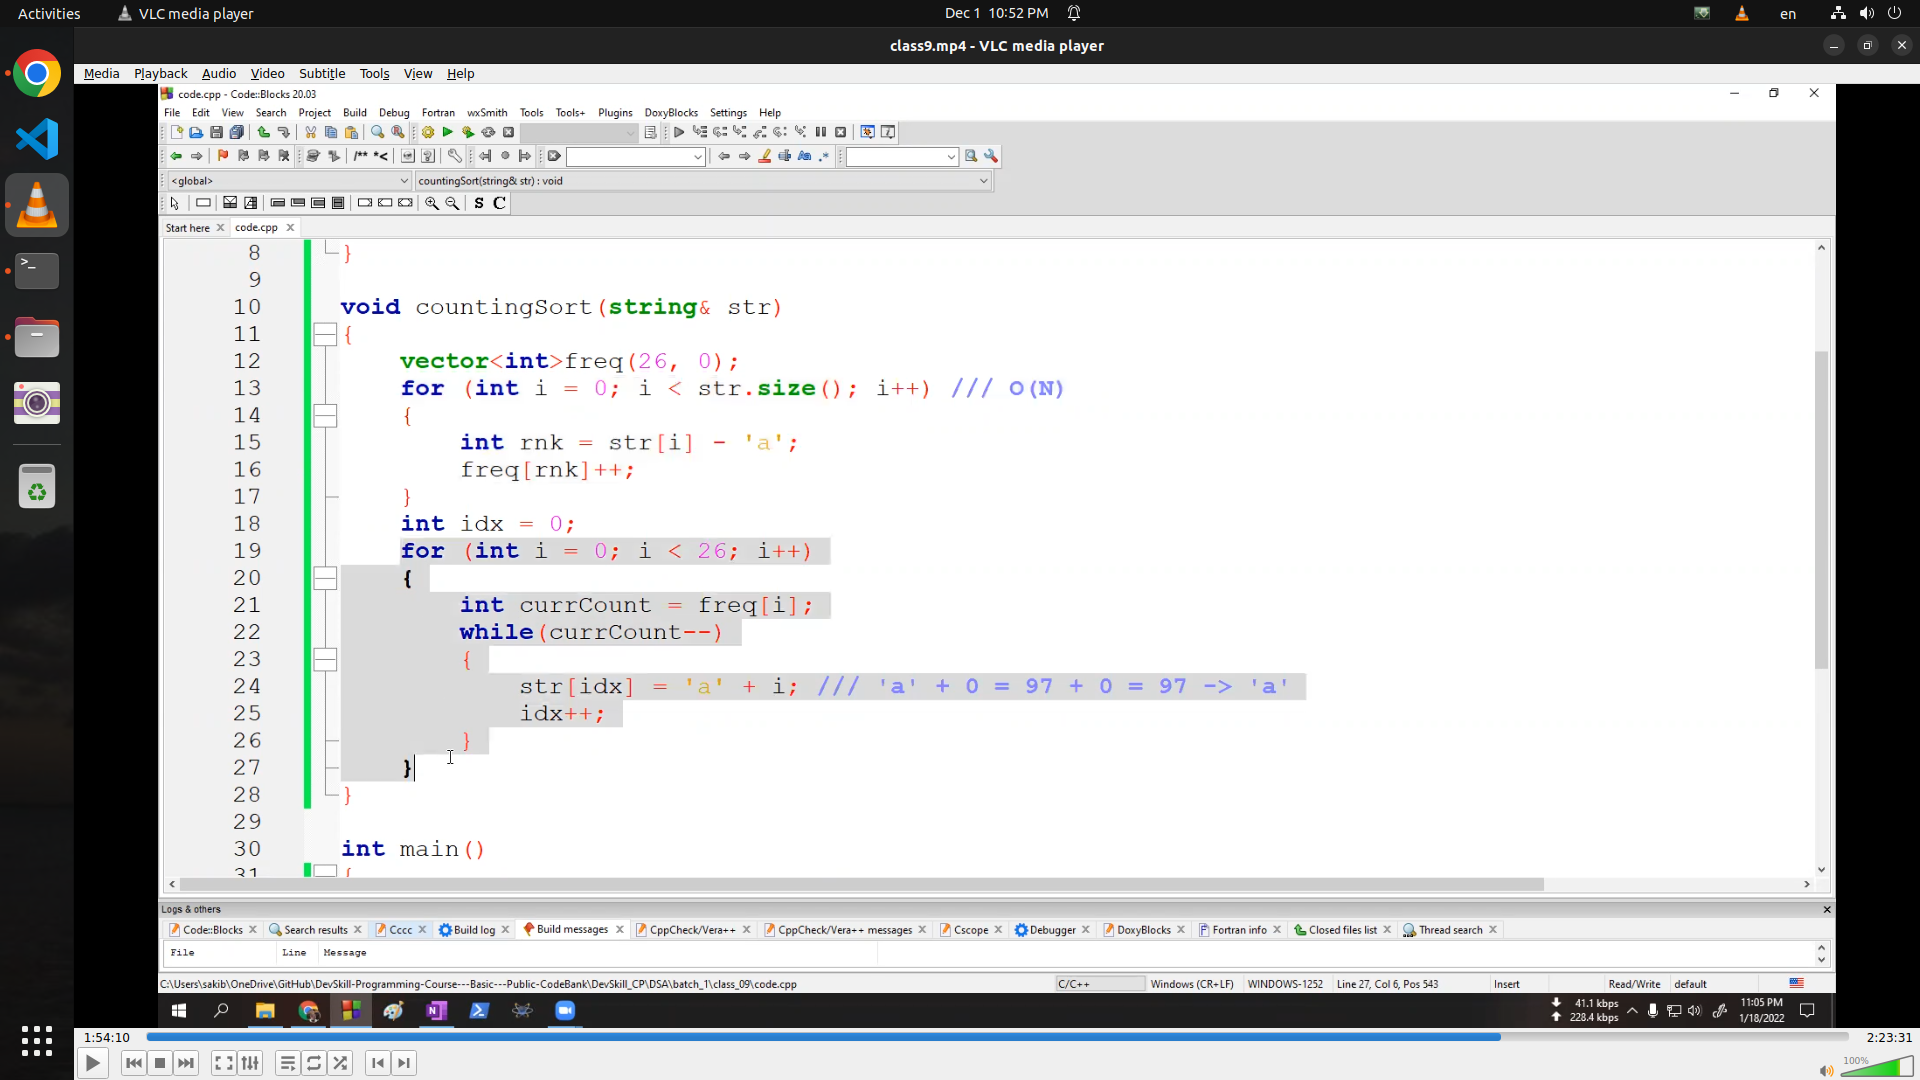 Activities
VLC media player
Dec 1 10:52 PM
en
class9.mp4 - VLC media player
Media Playback Audio Video Subtitle Tools View Help
code.cpp - Code::Blocks 20.03
File Edit View Search Project Build Debug Fortran wxSmith Tools Tools+ Plugins DoxyBlocks Settings Help
<global>
countingSort(string& str) : void
S C
Start here
code.cpp
8 }
9
10 void countingSort(string& str)
11 {
12 vector<int>freq(26, 0);
13 for (int i = 0; i < str.size(); i++) /// O(N)
14 {
15 int rnk = str[i] - 'a';
16 freq[rnk]++;
17 }
18 int idx = 0;
19 for (int i = 0; i < 26; i++)
20 {
21 int currCount = freq[i];
22 while(currCount--)
23 {
24 str[idx] = 'a' + i; /// 'a' + 0 = 97 + 0 = 97 -> 'a'
25 idx++;
26 }
27 }
28 }
29
30 int main()
31 {
Logs & others
Code::Blocks Search results Cccc Build log Build messages CppCheck/Vera++ CppCheck/Vera++ messages Cscope Debugger DoxyBlocks Fortran info Closed files list Thread search
File Line Message
C:\Users\sakib\OneDrive\GitHub\DevSkill-Programming-Course---Basic---Public-CodeBank\DevSkill_CP\DSA\batch_1\class_09\code.cpp C/C++ Windows (CR+LF) WINDOWS-1252 Line 27, Col 6, Pos 543 Insert Read/Write default
41.1 kbps
228.4 kbps
11:05 PM
1/18/2022
1:54:10
2:23:31
100%